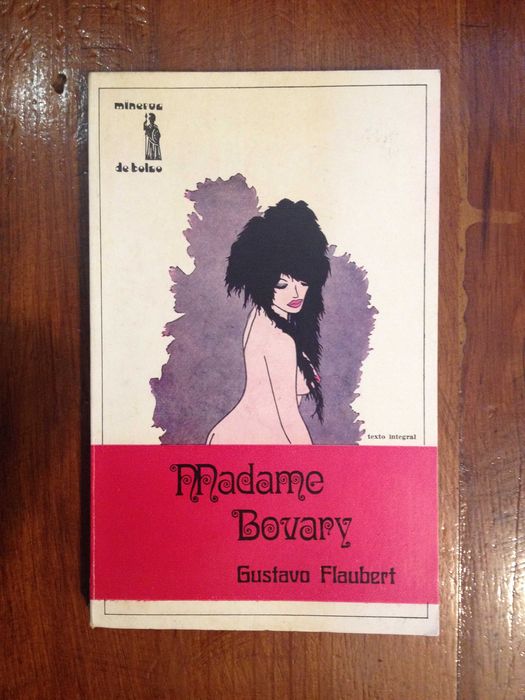 minerva
de bolso
texto integral
Madame
Bovary
Gustavo Flaubert